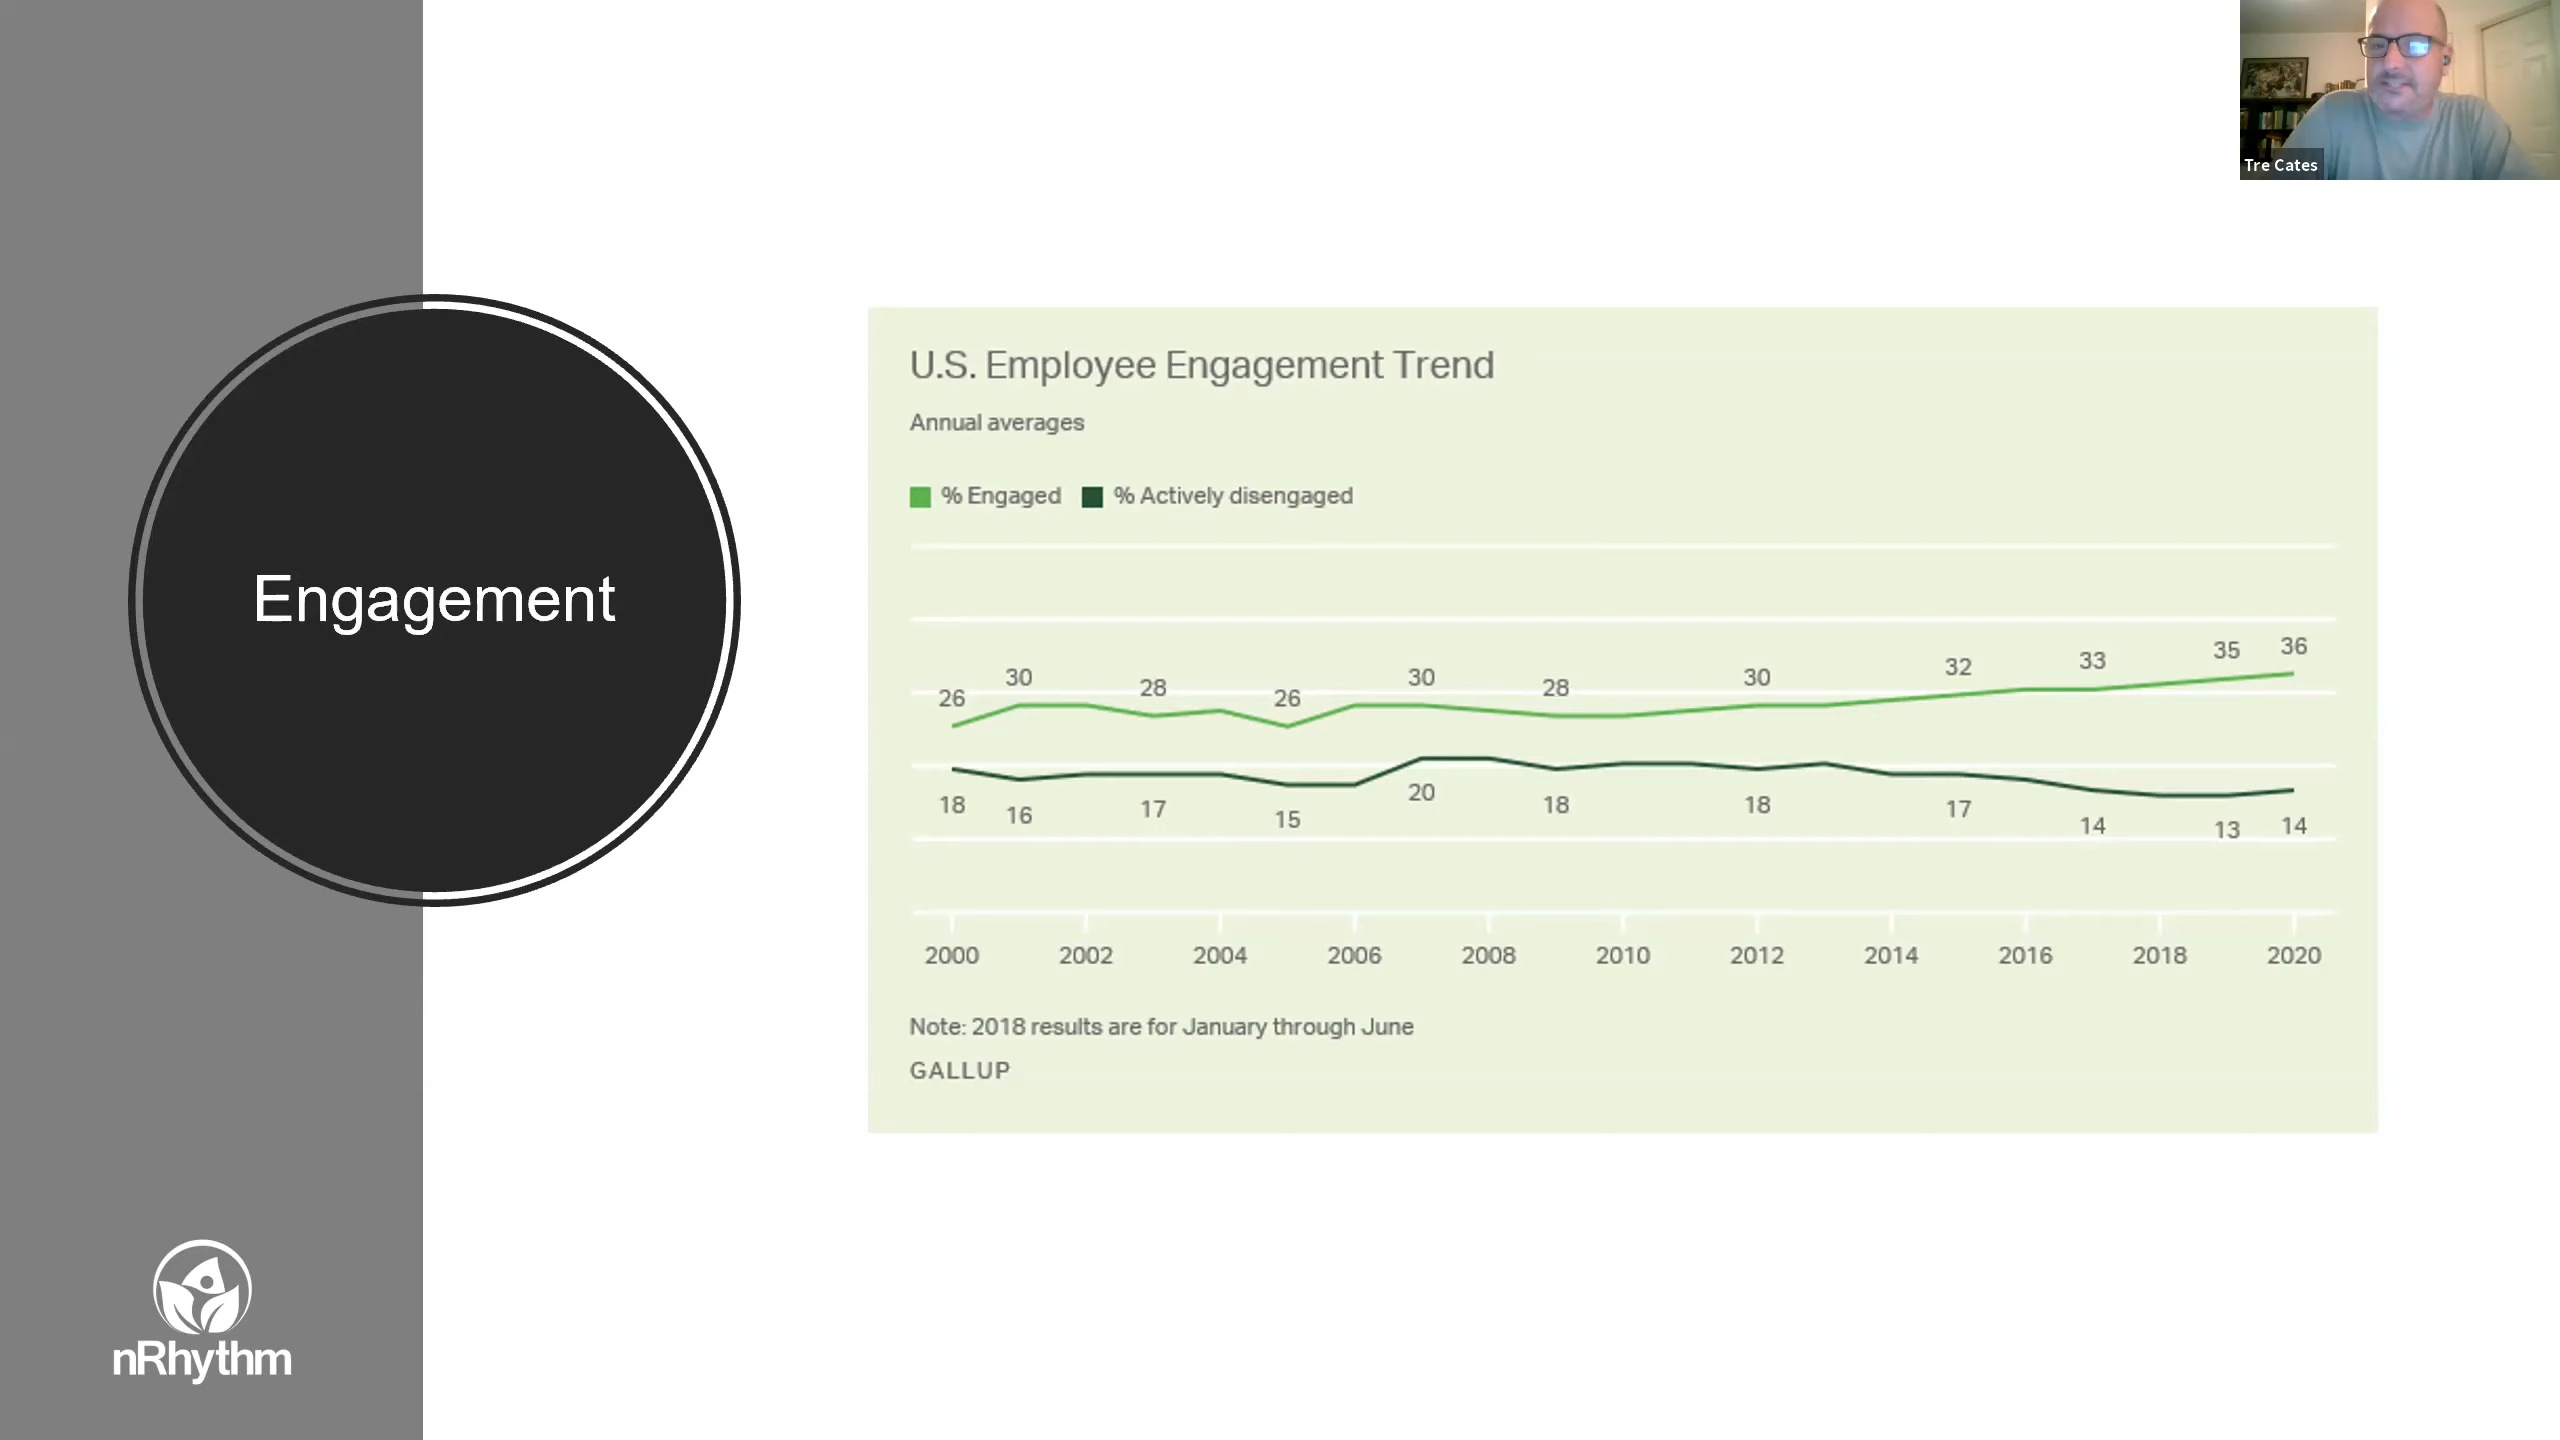 Tre Cates
Engagement
U.S. Employee Engagement Trend
Annual averages
% Engaged % Actively disengaged
26 30 28 26 30 28 30 32 33 35 36
18 16 17 15 20 18 18 17 14 13 14
2000 2002 2004 2006 2008 2010 2012 2014 2016 2018 2020
Note: 2018 results are for January through June
GALLUP
nRhythm